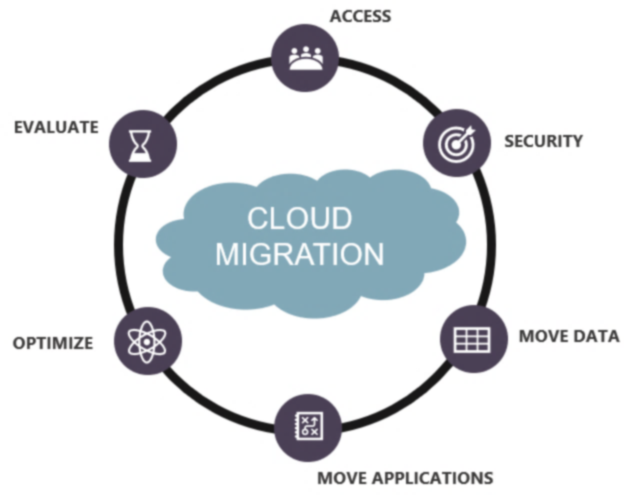 ACCESS
SECURITY
MOVE DATA
MOVE APPLICATIONS
OPTIMIZE
EVALUATE
CLOUD
MIGRATION